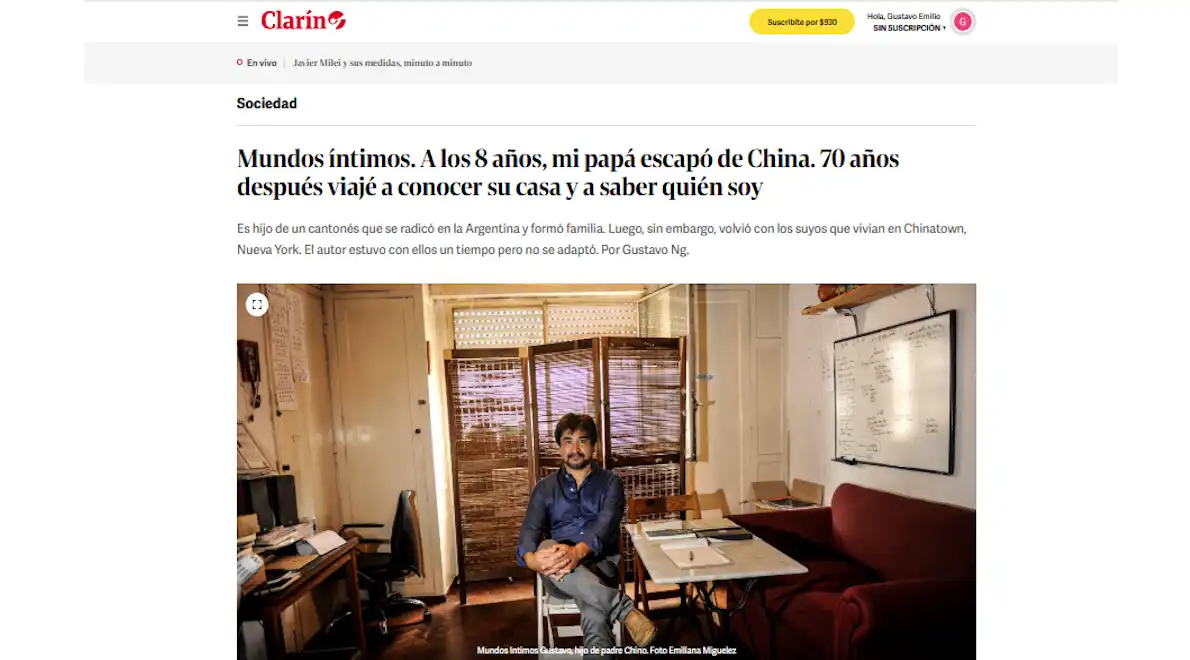 Clarín
Suscribite por $930
Hola, Gustavo Emilio
SIN SUSCRIPCIÓN
G
En vivo
Javier Milei y sus medidas, minuto a minuto
Sociedad
Mundos íntimos. A los 8 años, mi papá escapó de China. 70 años
después viajé a conocer su casa y a saber quién soy
Es hijo de un cantonés que se radicó en la Argentina y formó familia. Luego, sin embargo, volvió con los suyos que vivian en Chinatown,
Nueva York. El autor estuvo con ellos un tiempo pero no se adaptó. Por Gustavo Ng.
Mundos Intimos Gustavo, hijo de padre Chino. Foto Emiliana Miguelez